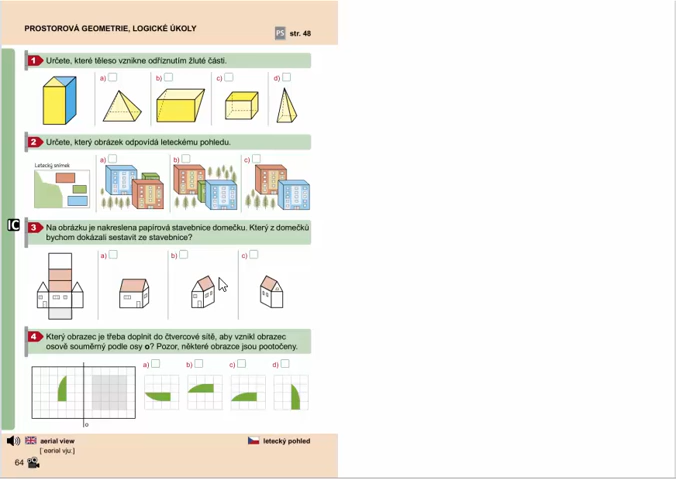 PROSTOROVÁ GEOMETRIE, LOGICKÉ ÚKOLY
PS str. 48
1 Určete, které těleso vznikne odříznutím žluté části.
a) b) c) d)
2 Určete, který obrázek odpovídá leteckému pohledu.
Letecký snímek
a) b) c)
IC
3 Na obrázku je nakreslena papírová stavebnice domečku. Který z domečků
bychom dokázali sestavit ze stavebnice?
a) b) c)
4 Který obrazec je třeba doplnit do čtvercové sítě, aby vznikl obrazec
osově souměrný podle osy o? Pozor, některé obrazce jsou pootočeny.
a) b) c) d)
o
aerial view
letecký pohled
64